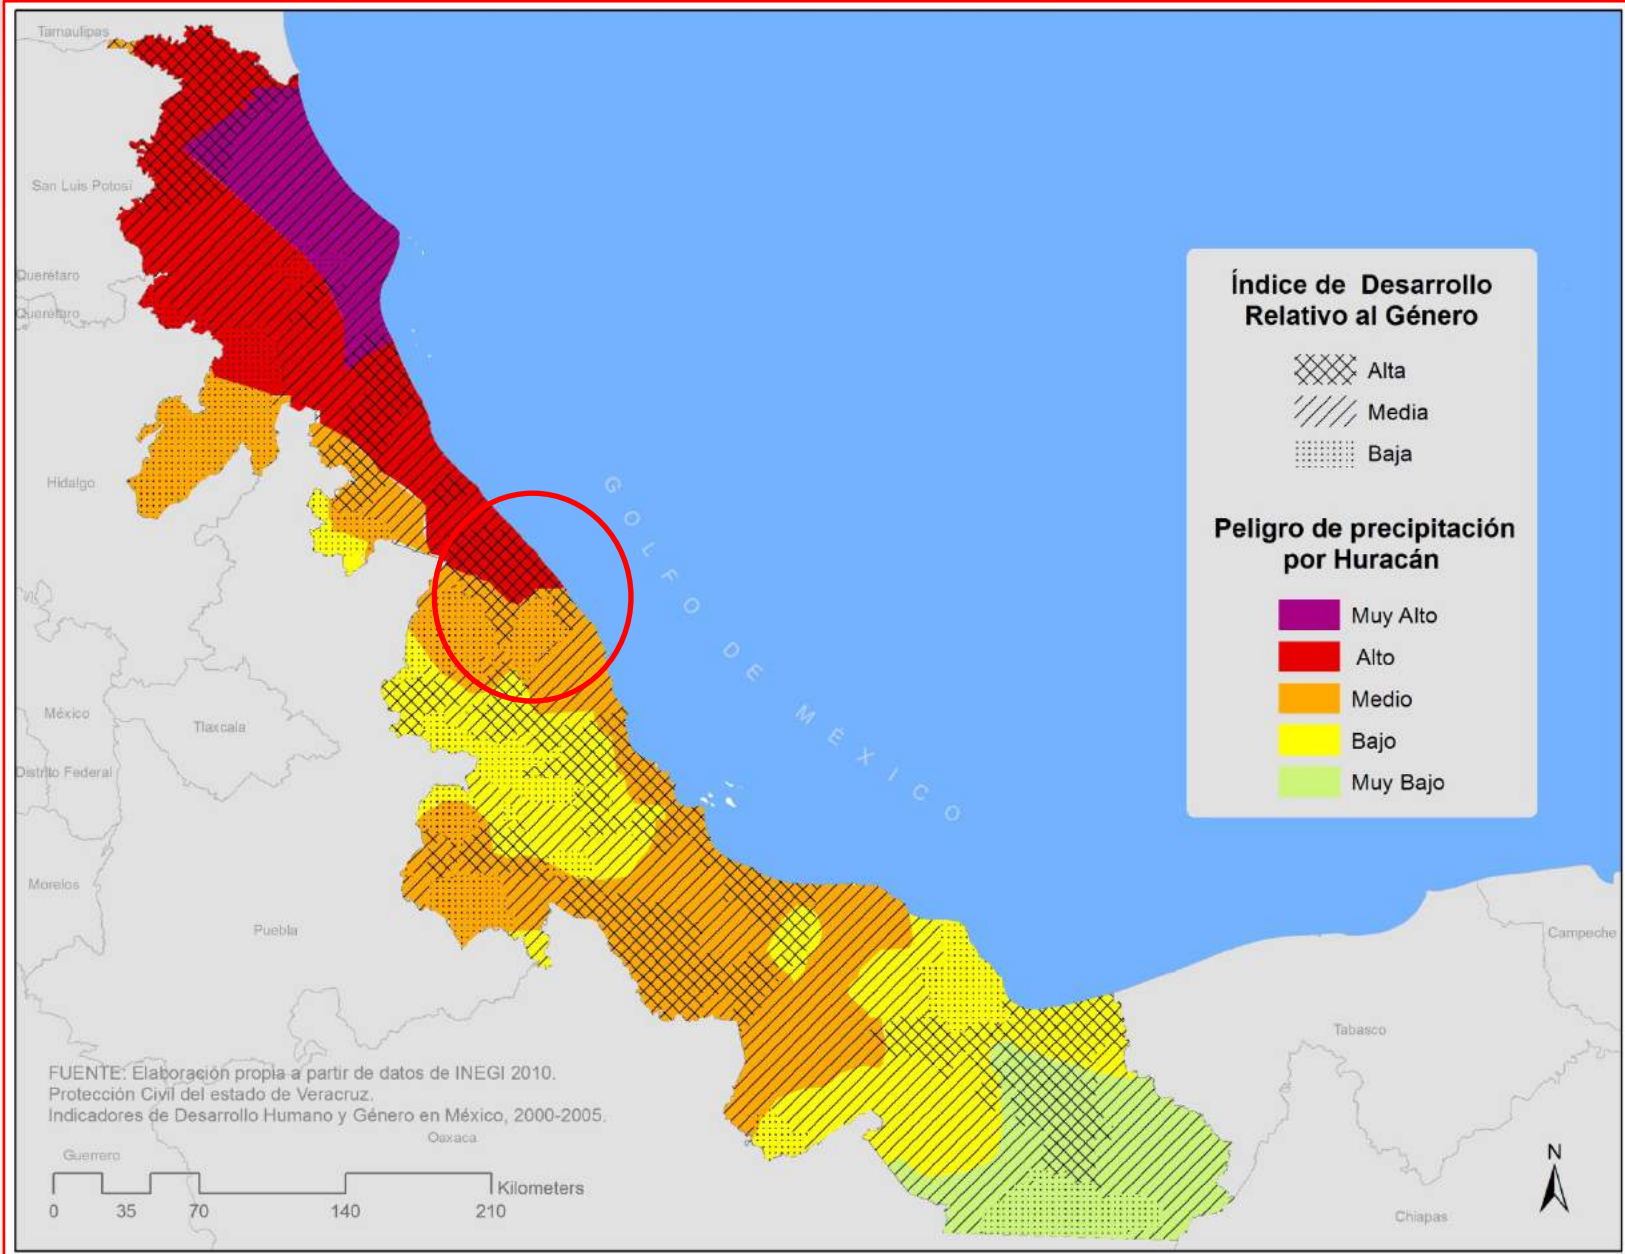 Tamaulipas
San Luis Potosí
Querétaro
Querétaro
Hidalgo
México
Tlaxcala
Distrito Federal
Morelos
Puebla
GOLFO DE MÉXICO
Índice de Desarrollo
Relativo al Género
Alta
Media
Baja
Peligro de precipitación
por Huracán
Muy Alto
Alto
Medio
Bajo
Muy Bajo
Campeche
Tabasco
Chiapas
FUENTE: Elaboración propia a partir de datos de INEGI 2010.
Protección Civil del estado de Veracruz.
Indicadores de Desarrollo Humano y Género en México, 2000-2005.
Oaxaca
Guerrero
Kilometers
0 35 70 140 210
N